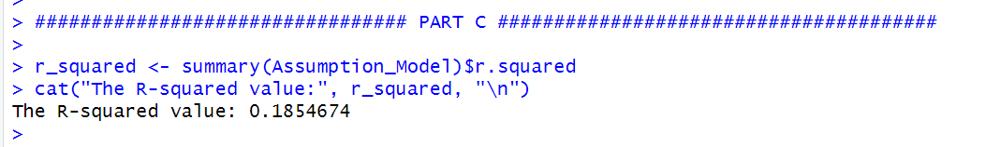 >
> ################################# PART C #######################################
>
> r_squared <- summary(Assumption_Model)$r.squared
> cat("The R-squared value:", r_squared, "\n")
The R-squared value: 0.1854674
>